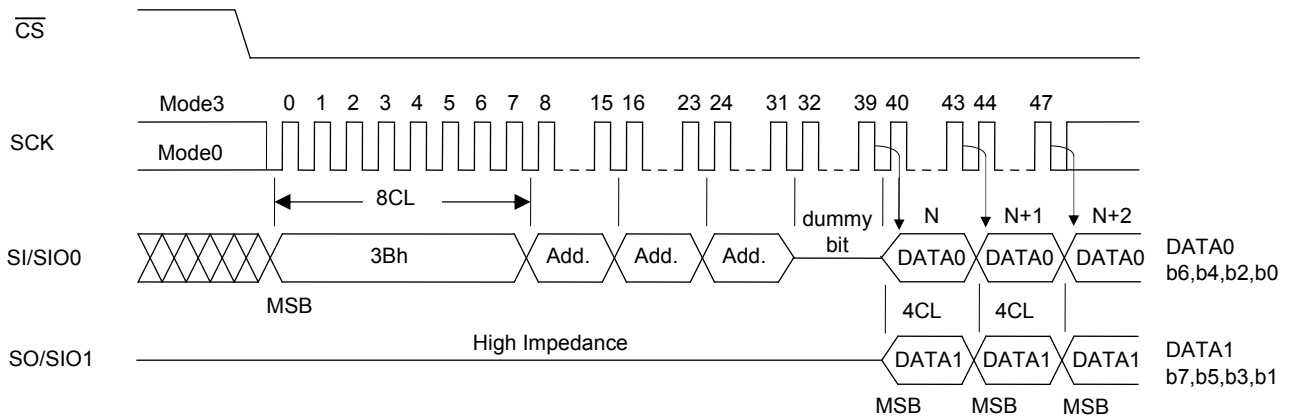 CS
Mode3 0 1 2 3 4 5 6 7 8 15 16 23 24 31 32 39 40 43 44 47
SCK
Mode0
8CL
dummy bit
N N+1 N+2
SI/SIO0 3Bh Add. Add. Add. DATA0 DATA0 DATA0
DATA0
b6,b4,b2,b0
MSB
4CL 4CL
High Impedance
SO/SIO1 DATA1 DATA1 DATA1
DATA1
b7,b5,b3,b1
MSB MSB MSB